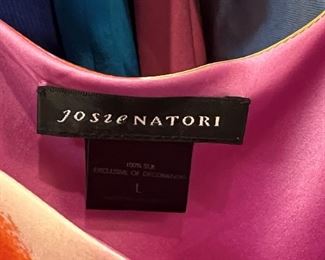 Josie NATORI
100% SILK
EXCLUSIVE OF DECORATION
L